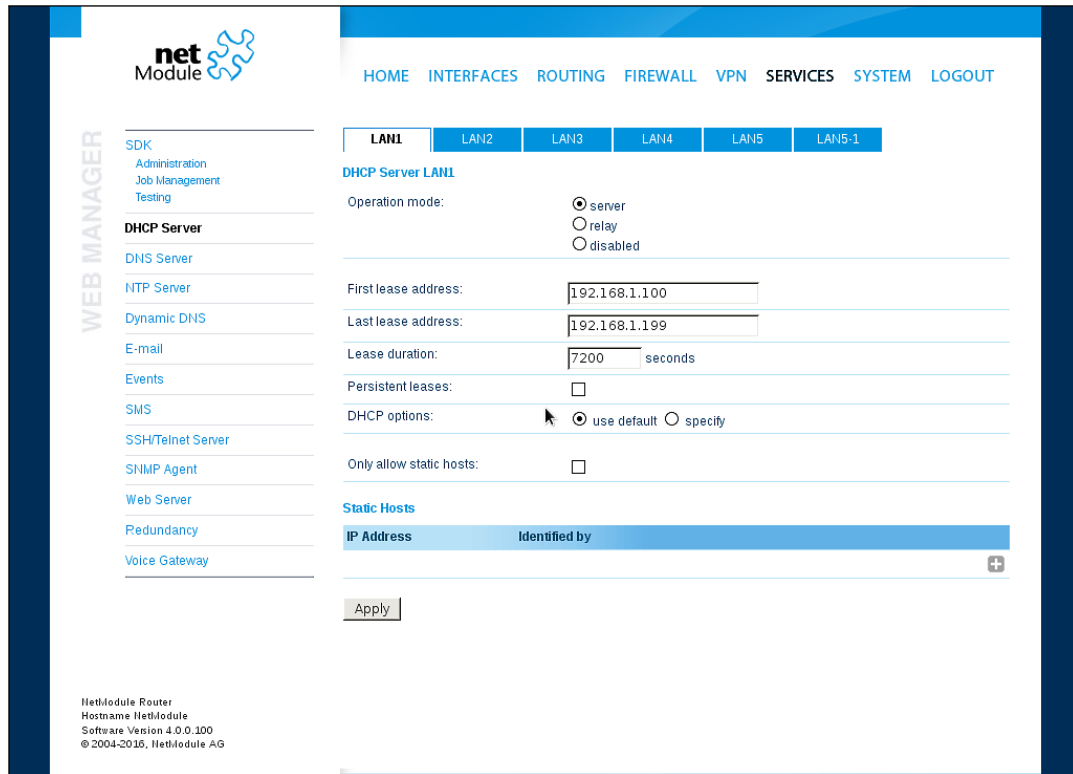 net
Module
HOME INTERFACES ROUTING FIREWALL VPN SERVICES SYSTEM LOGOUT
WEB MANAGER
SDK
Administration
Job Management
Testing
DHCP Server
DNS Server
NTP Server
Dynamic DNS
E-mail
Events
SMS
SSH/Telnet Server
SNMP Agent
Web Server
Redundancy
Voice Gateway
LAN1 LAN2 LAN3 LAN4 LAN5 LAN5-1
DHCP Server LAN1
Operation mode: server
relay
disabled
First lease address: 192.168.1.100
Last lease address: 192.168.1.199
Lease duration: 7200 seconds
Persistent leases:
DHCP options: use default specify
Only allow static hosts:
Static Hosts
IP Address Identified by
Apply
NetModule Router
Hostname NetModule
Software Version 4.0.0.100
© 2004-2016, NetModule AG